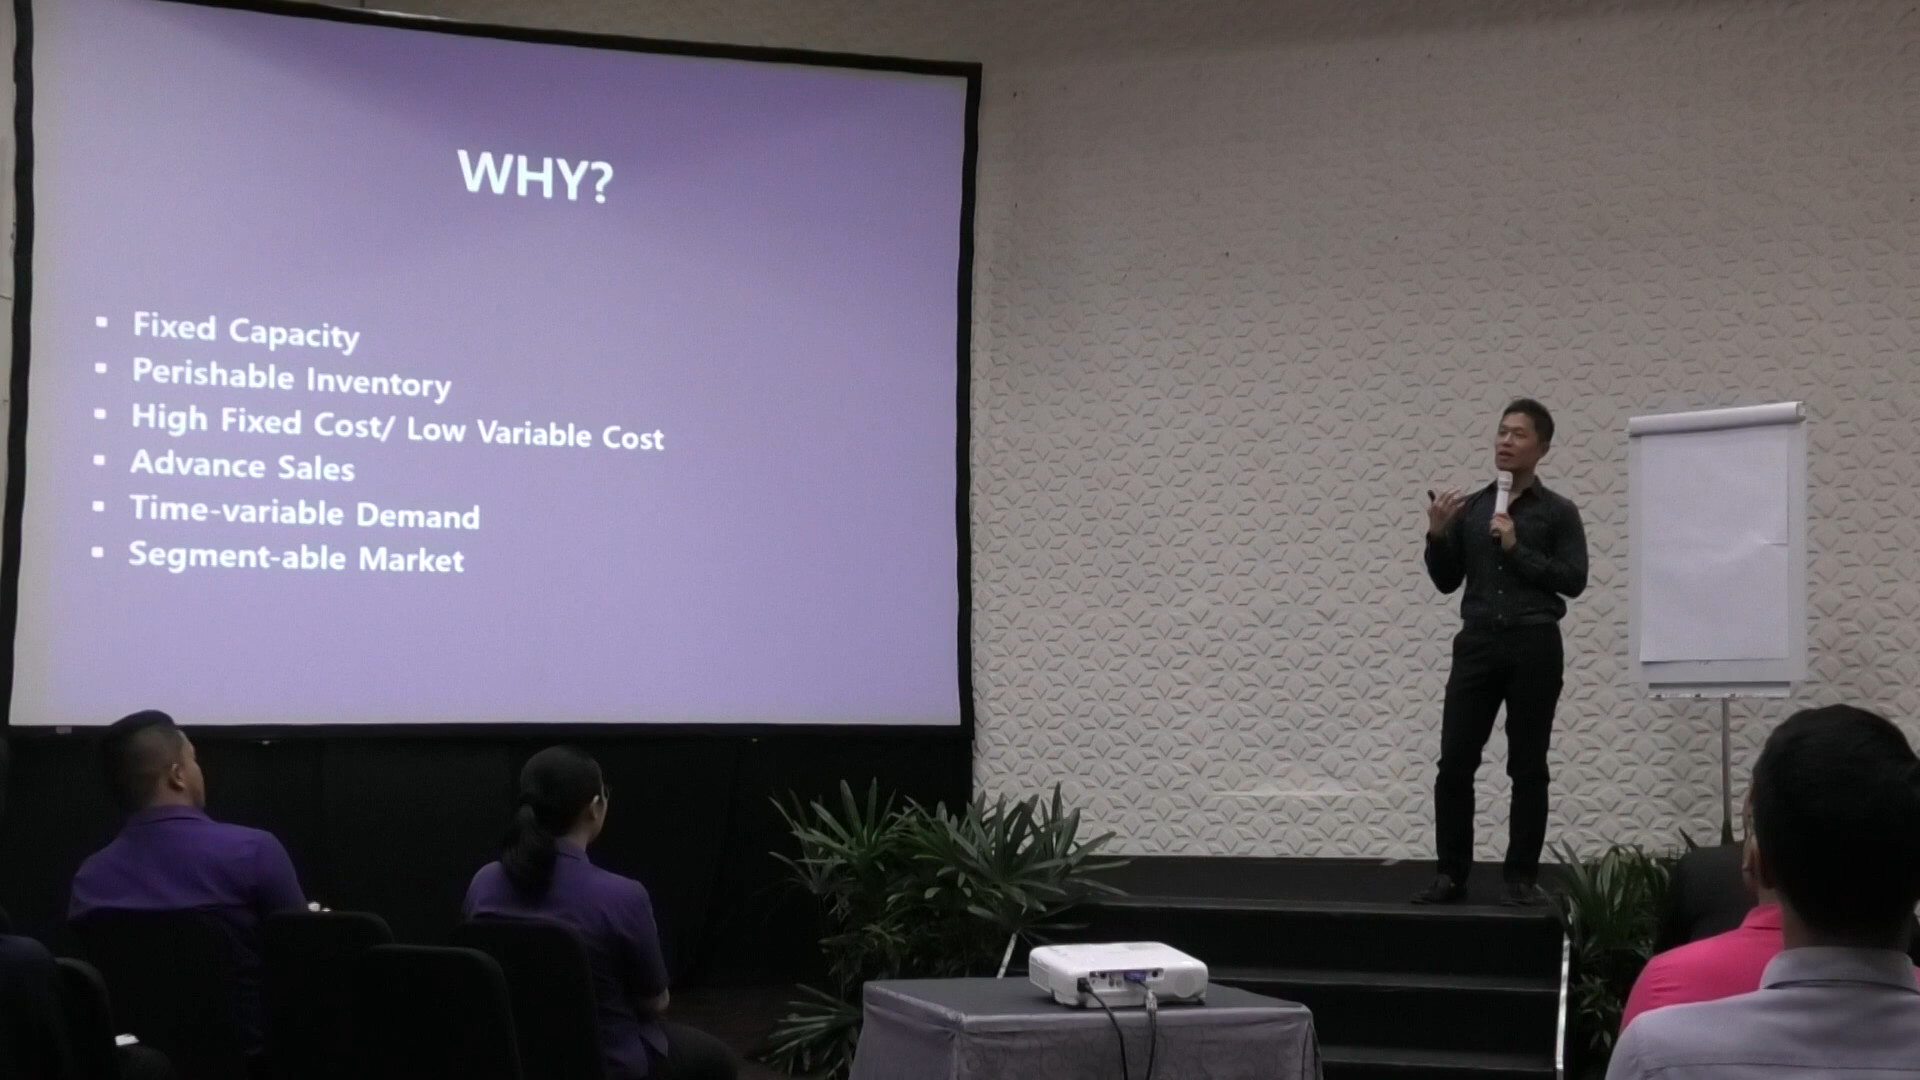 WHY?
▪ Fixed Capacity
▪ Perishable Inventory
▪ High Fixed Cost/ Low Variable Cost
▪ Advance Sales
▪ Time-variable Demand
▪ Segment-able Market